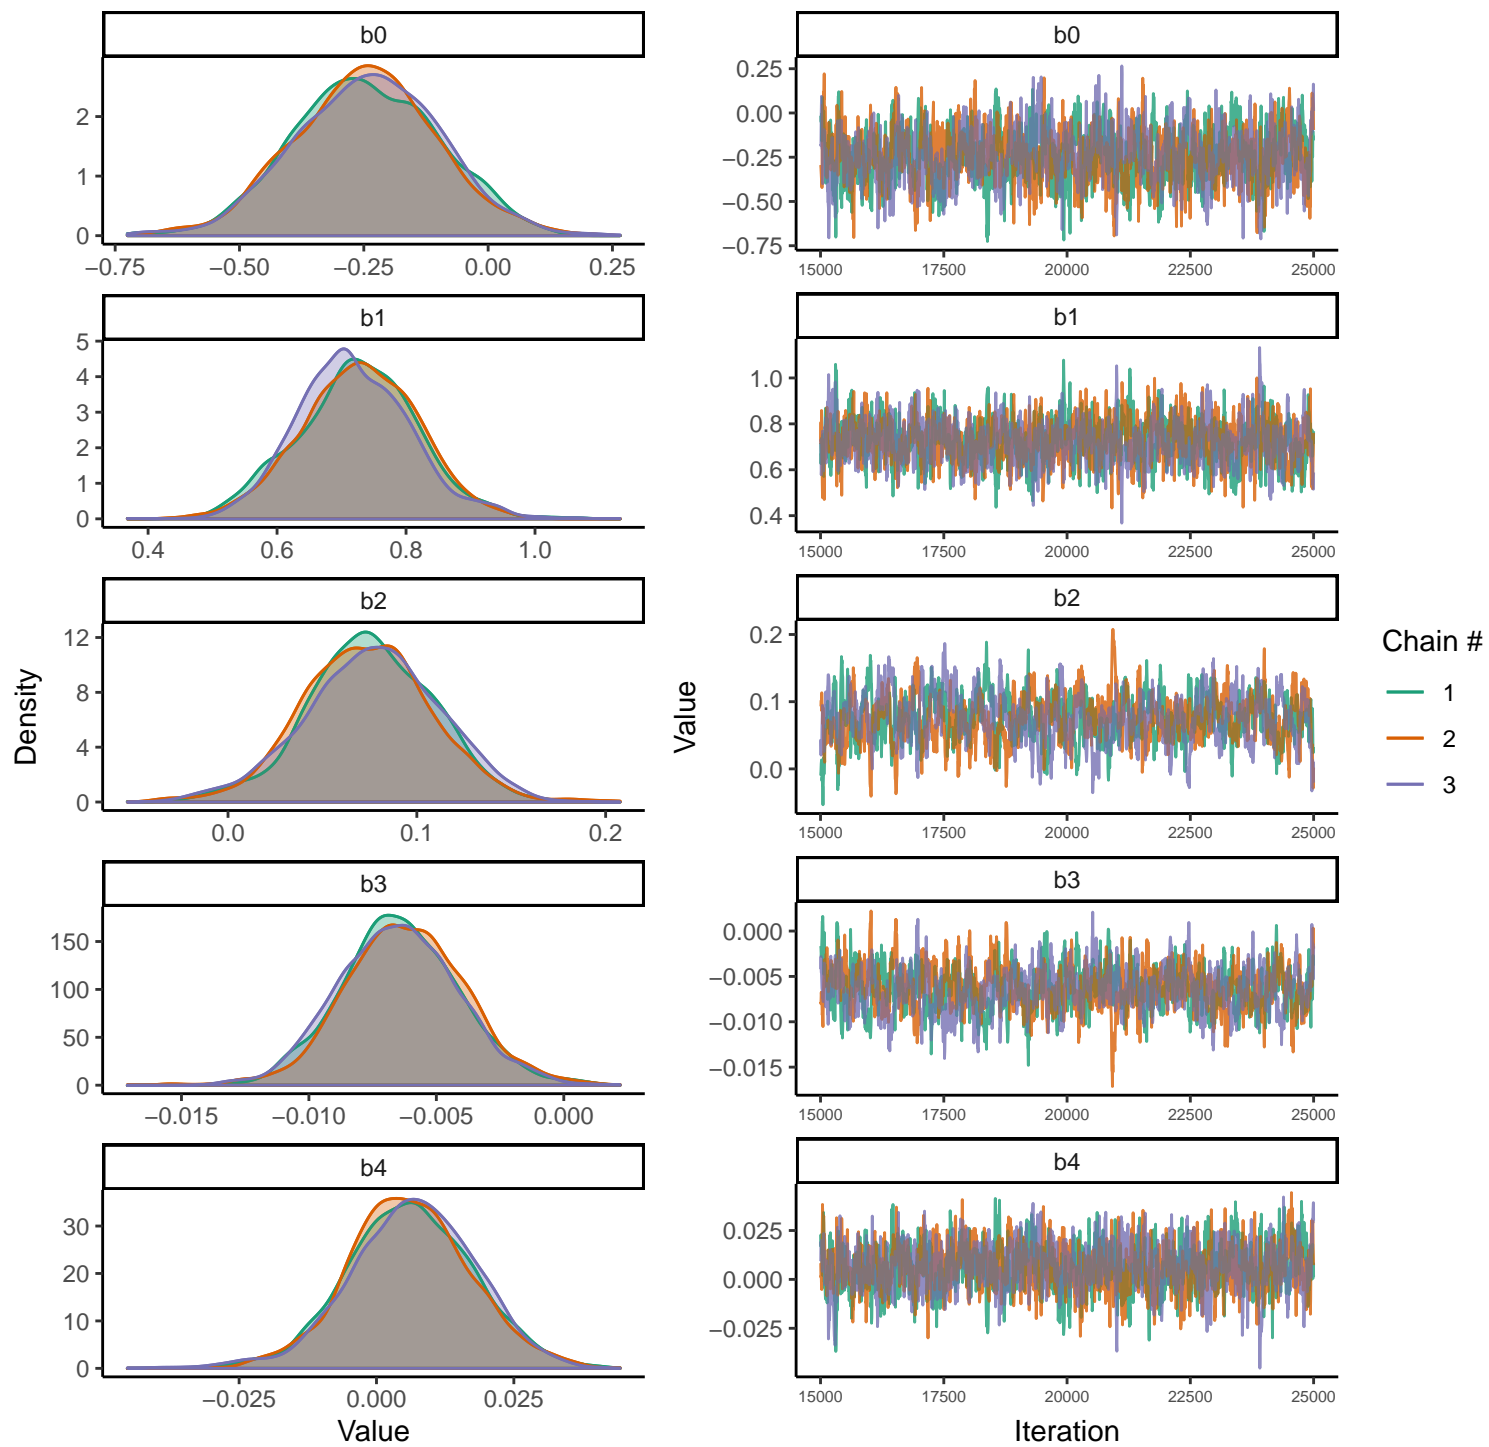 b0
2
1
0
−0.75 −0.50 −0.25 0.00 0.25
b0
0.25
0.00
−0.25
−0.50
−0.75
15000 17500 20000 22500 25000
b1
5
4
3
2
1
0
0.4 0.6 0.8 1.0
b1
1.0
0.8
0.6
0.4
15000 17500 20000 22500 25000
b2
12
8
4
0
0.0 0.1 0.2
b2
0.2
0.1
0.0
15000 17500 20000 22500 25000
b3
150
100
50
0
−0.015 −0.010 −0.005 0.000
b3
0.000
−0.005
−0.010
−0.015
15000 17500 20000 22500 25000
b4
30
20
10
0
−0.025 0.000 0.025
b4
0.025
0.000
−0.025
15000 17500 20000 22500 25000
Density
Value
Value
Iteration
Chain #
1
2
3